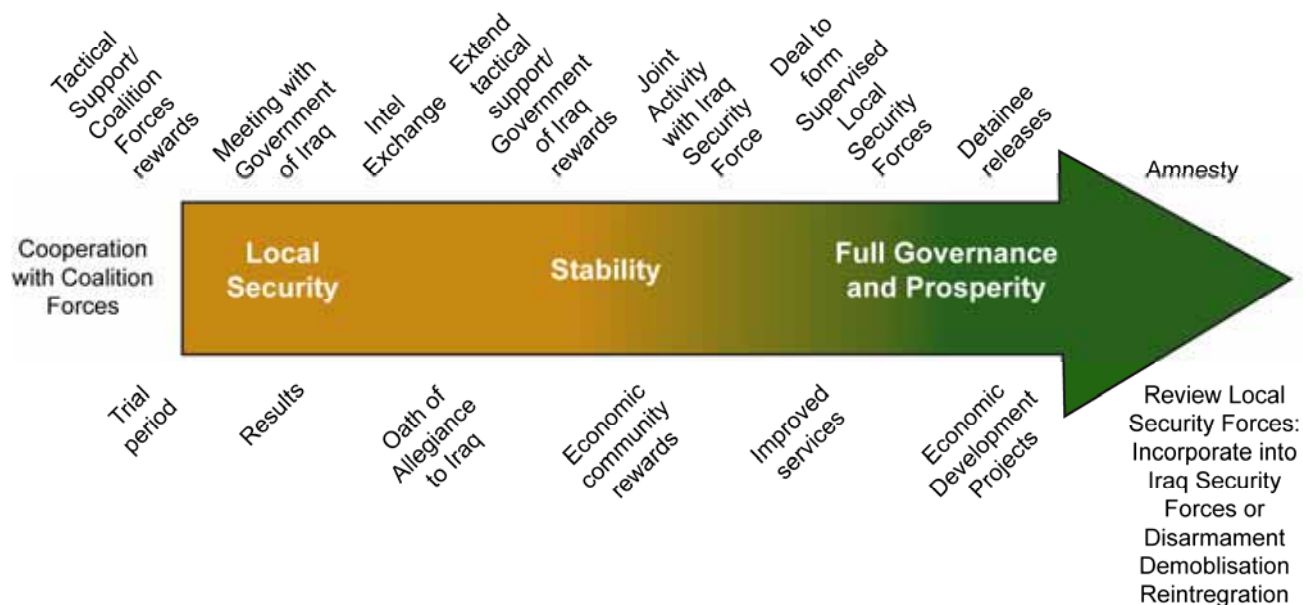 Tactical
Support/
Coalition
Forces
rewards
Meeting with
Government
of Iraq
Intel
Exchange
Extend
tactical
support/
Government
of Iraq
rewards
Joint
Activity
with Iraq
Security
Force
Deal to
form
Supervised
Local
Security
Forces
Detainee
releases
Amnesty
Cooperation
with Coalition
Forces
Local
Security
Stability
Full Governance
and Prosperity
Trial
period
Results
Oath of
Allegiance
to Iraq
Economic
community
rewards
Improved
services
Economic
Development
Projects
Review Local
Security Forces:
Incorporate into
Iraq Security
Forces or
Disarmament
Demoblisation
Reintregration